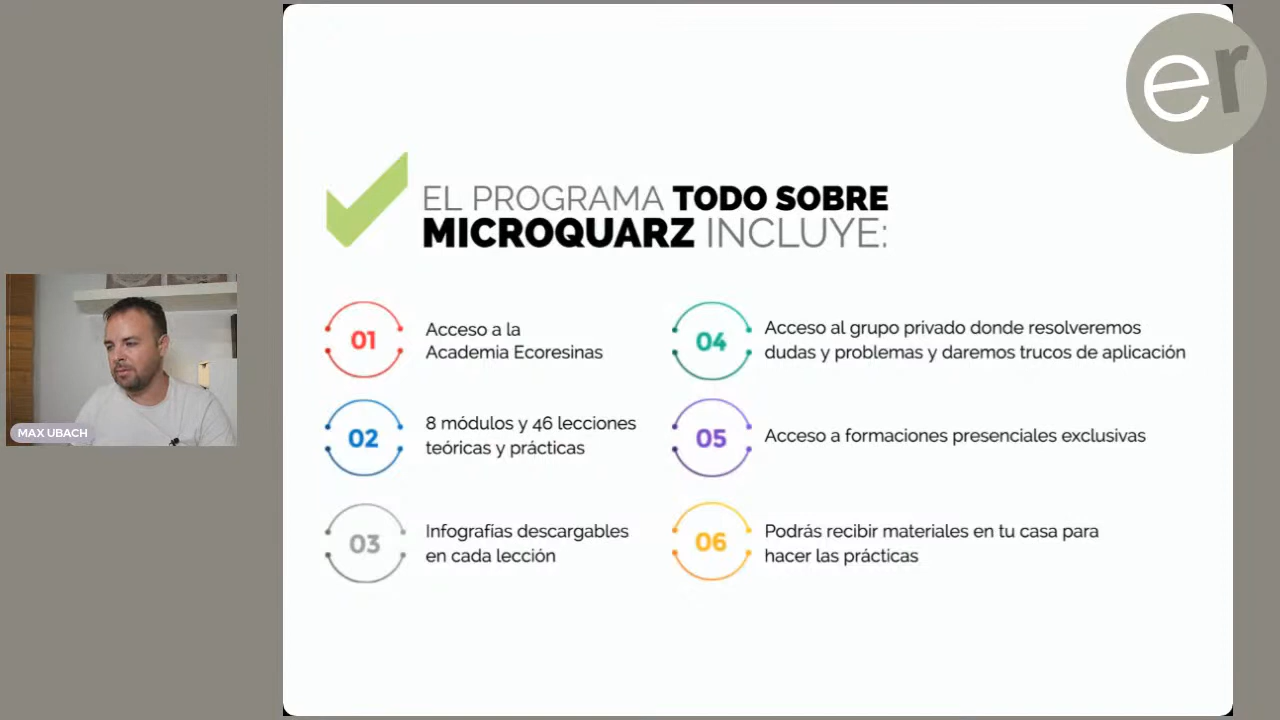 er
EL PROGRAMA TODO SOBRE
MICROQUARZ INCLUYE:
01
Acceso a la
Academia Ecoresinas
02
8 módulos y 46 lecciones
teóricas y prácticas
03
Infografías descargables
en cada lección
04
Acceso al grupo privado donde resolveremos
dudas y problemas y daremos trucos de aplicación
05
Acceso a formaciones presenciales exclusivas
06
Podrás recibir materiales en tu casa para
hacer las prácticas
MAX UBACH